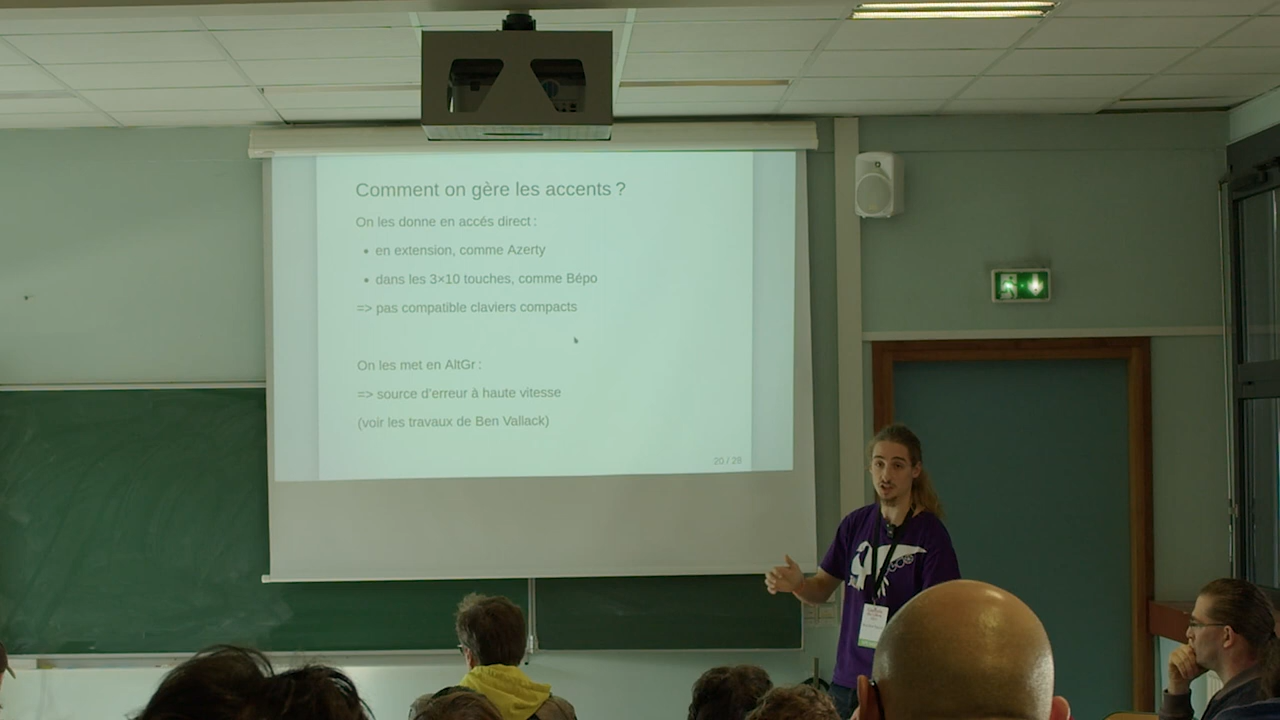 Comment on gère les accents ?
On les donne en accés direct :
• en extension, comme Azerty
• dans les 3×10 touches, comme Bépo
=> pas compatible claviers compacts
On les met en AltGr :
=> source d'erreur à haute vitesse
(voir les travaux de Ben Vallack)
20 / 28